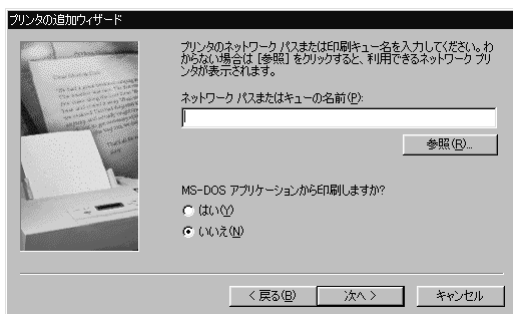 プリンタの追加ウィザード
プリンタのネットワーク パスまたは印刷キュー名を入力してください。わ
からない場合は [参照] をクリックすると、利用できるネットワーク プリ
ンタが表示されます。
ネットワーク パスまたはキューの名前(P):
参照(R)...
MS-DOS アプリケーションから印刷しますか?
はい(Y)
いいえ(N)
< 戻る(B)
次へ >
キャンセル